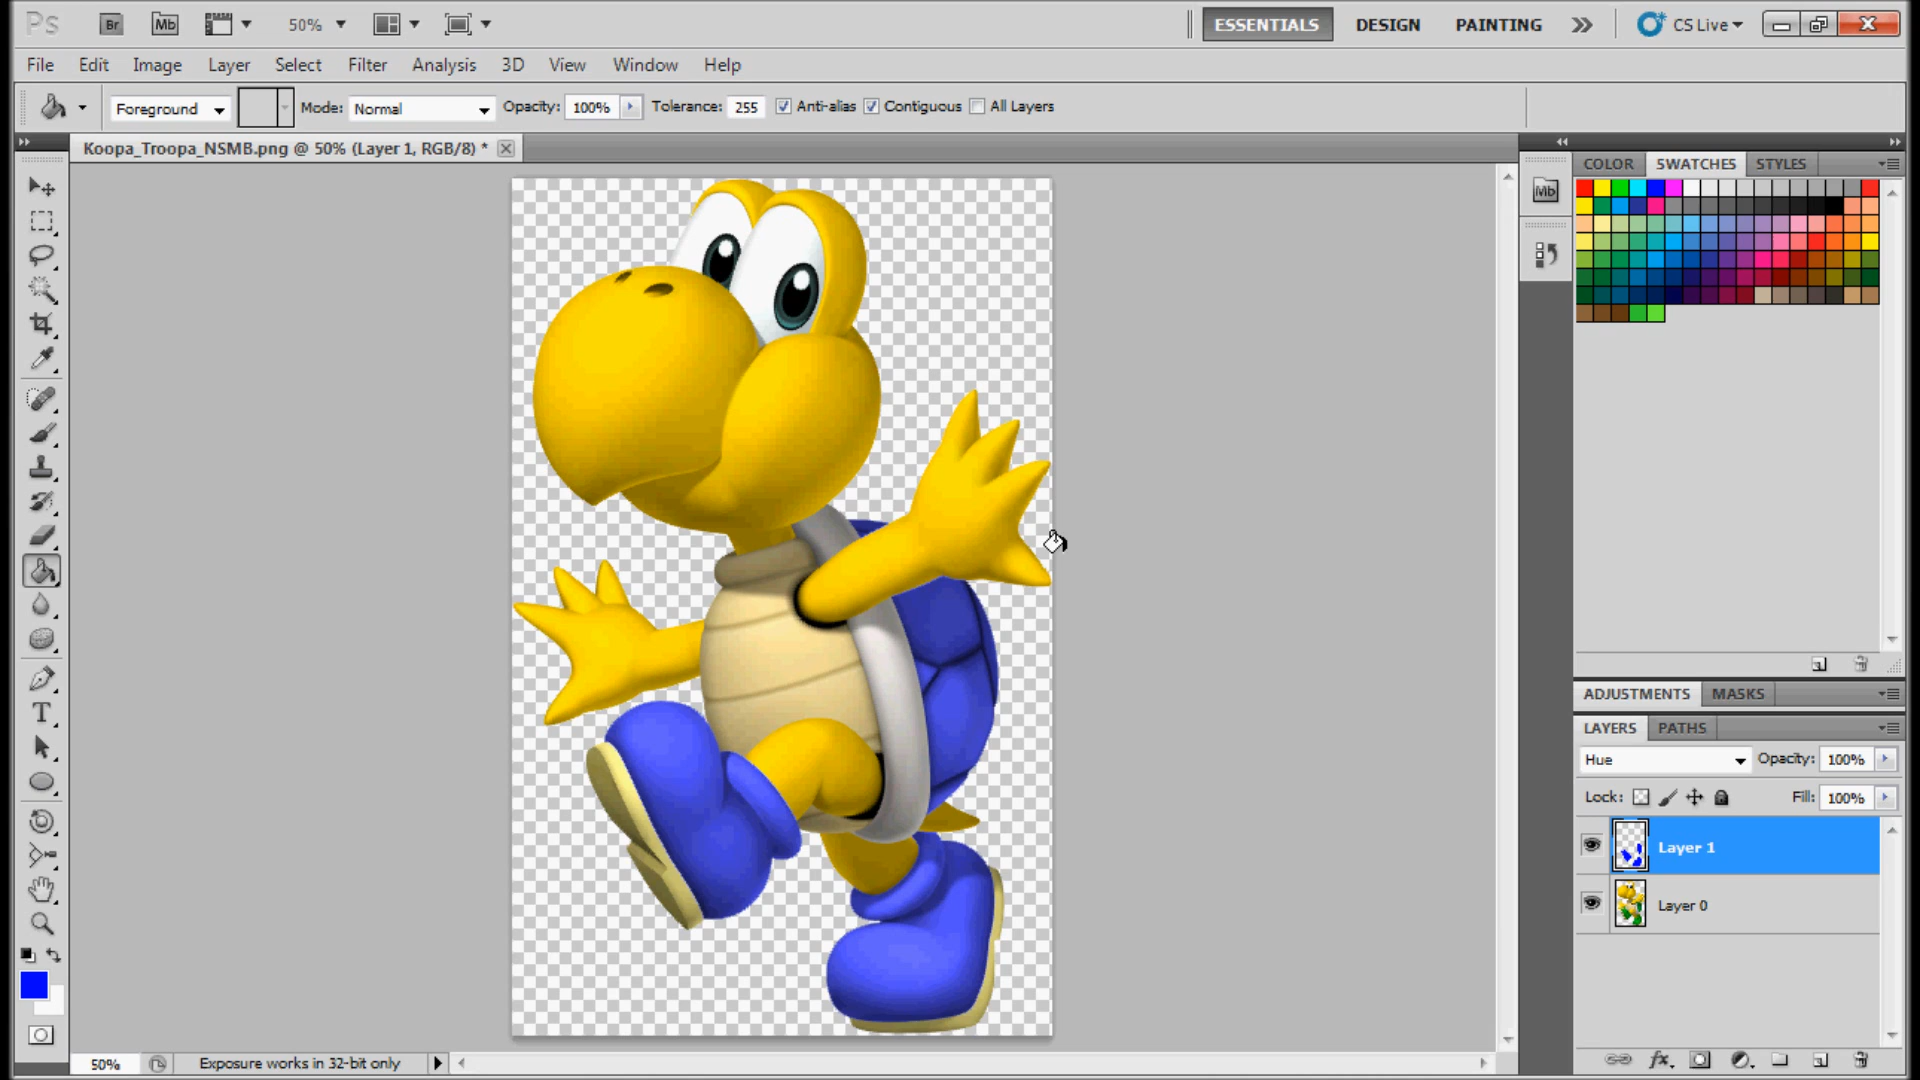 Ps Br Mb 50% ESSENTIALS DESIGN PAINTING CS Live
File Edit Image Layer Select Filter Analysis 3D View Window Help
Foreground Mode: Normal Opacity: 100% Tolerance: 255 Anti-alias Contiguous All Layers
Koopa_Troopa_NSMB.png @ 50% (Layer 1, RGB/8) *
COLOR SWATCHES STYLES
Mb
T
ADJUSTMENTS MASKS
LAYERS PATHS
Hue Opacity: 100%
Lock: Fill: 100%
Layer 1
Layer 0
50% Exposure works in 32-bit only
fx